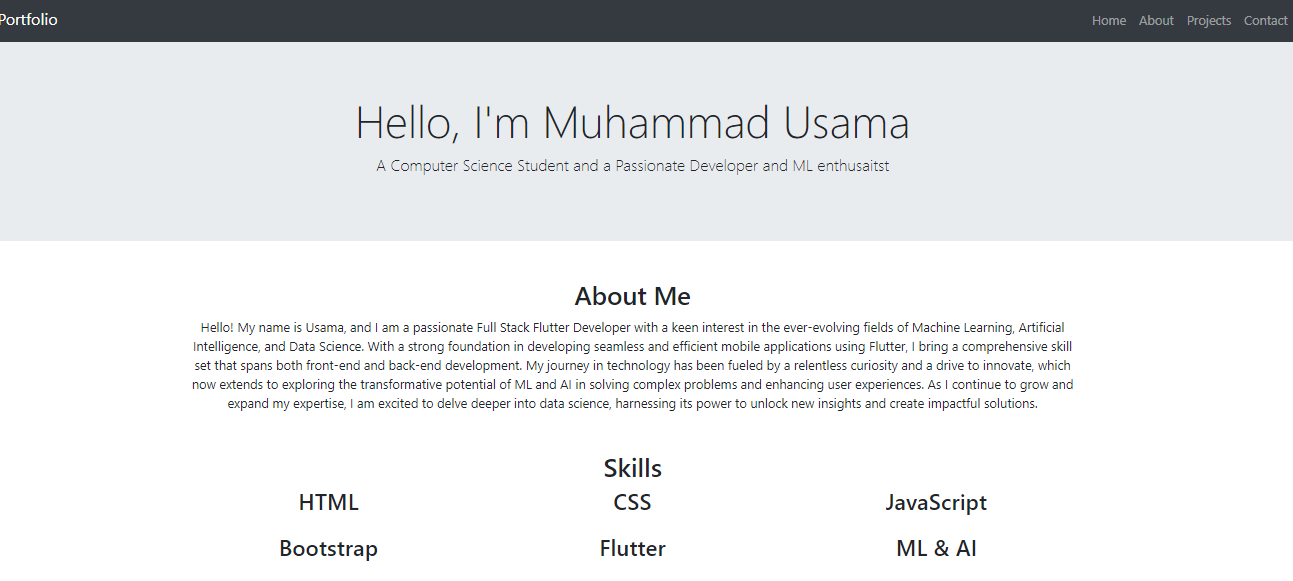 Portfolio
Home About Projects Contact
Hello, I'm Muhammad Usama
A Computer Science Student and a Passionate Developer and ML enthusaitst
About Me
Hello! My name is Usama, and I am a passionate Full Stack Flutter Developer with a keen interest in the ever-evolving fields of Machine Learning, Artificial
Intelligence, and Data Science. With a strong foundation in developing seamless and efficient mobile applications using Flutter, I bring a comprehensive skill
set that spans both front-end and back-end development. My journey in technology has been fueled by a relentless curiosity and a drive to innovate, which
now extends to exploring the transformative potential of ML and AI in solving complex problems and enhancing user experiences. As I continue to grow and
expand my expertise, I am excited to delve deeper into data science, harnessing its power to unlock new insights and create impactful solutions.
Skills
HTML CSS JavaScript
Bootstrap Flutter ML & AI